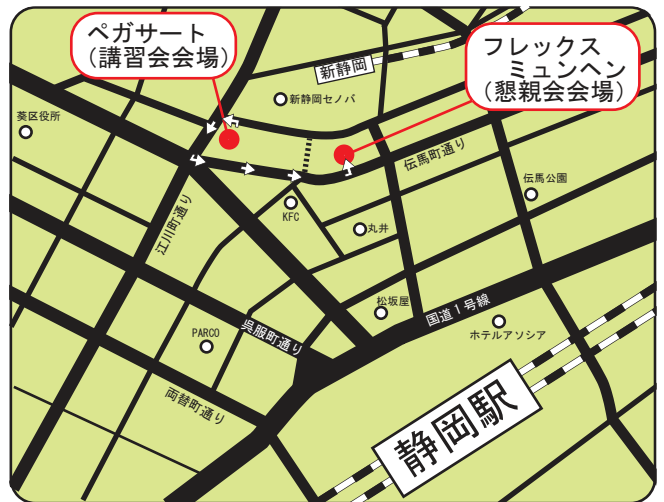 ペガサート
(講習会会場)
フレックス
ミュンヘン
(懇親会会場)
新静岡
新静岡セノバ
葵区役所
伝馬町通り
伝馬公園
KFC
江川町通り
丸井
松坂屋
国道1号線
ホテルアソシア
PARCO
呉服町通り
両替町通り
静岡駅